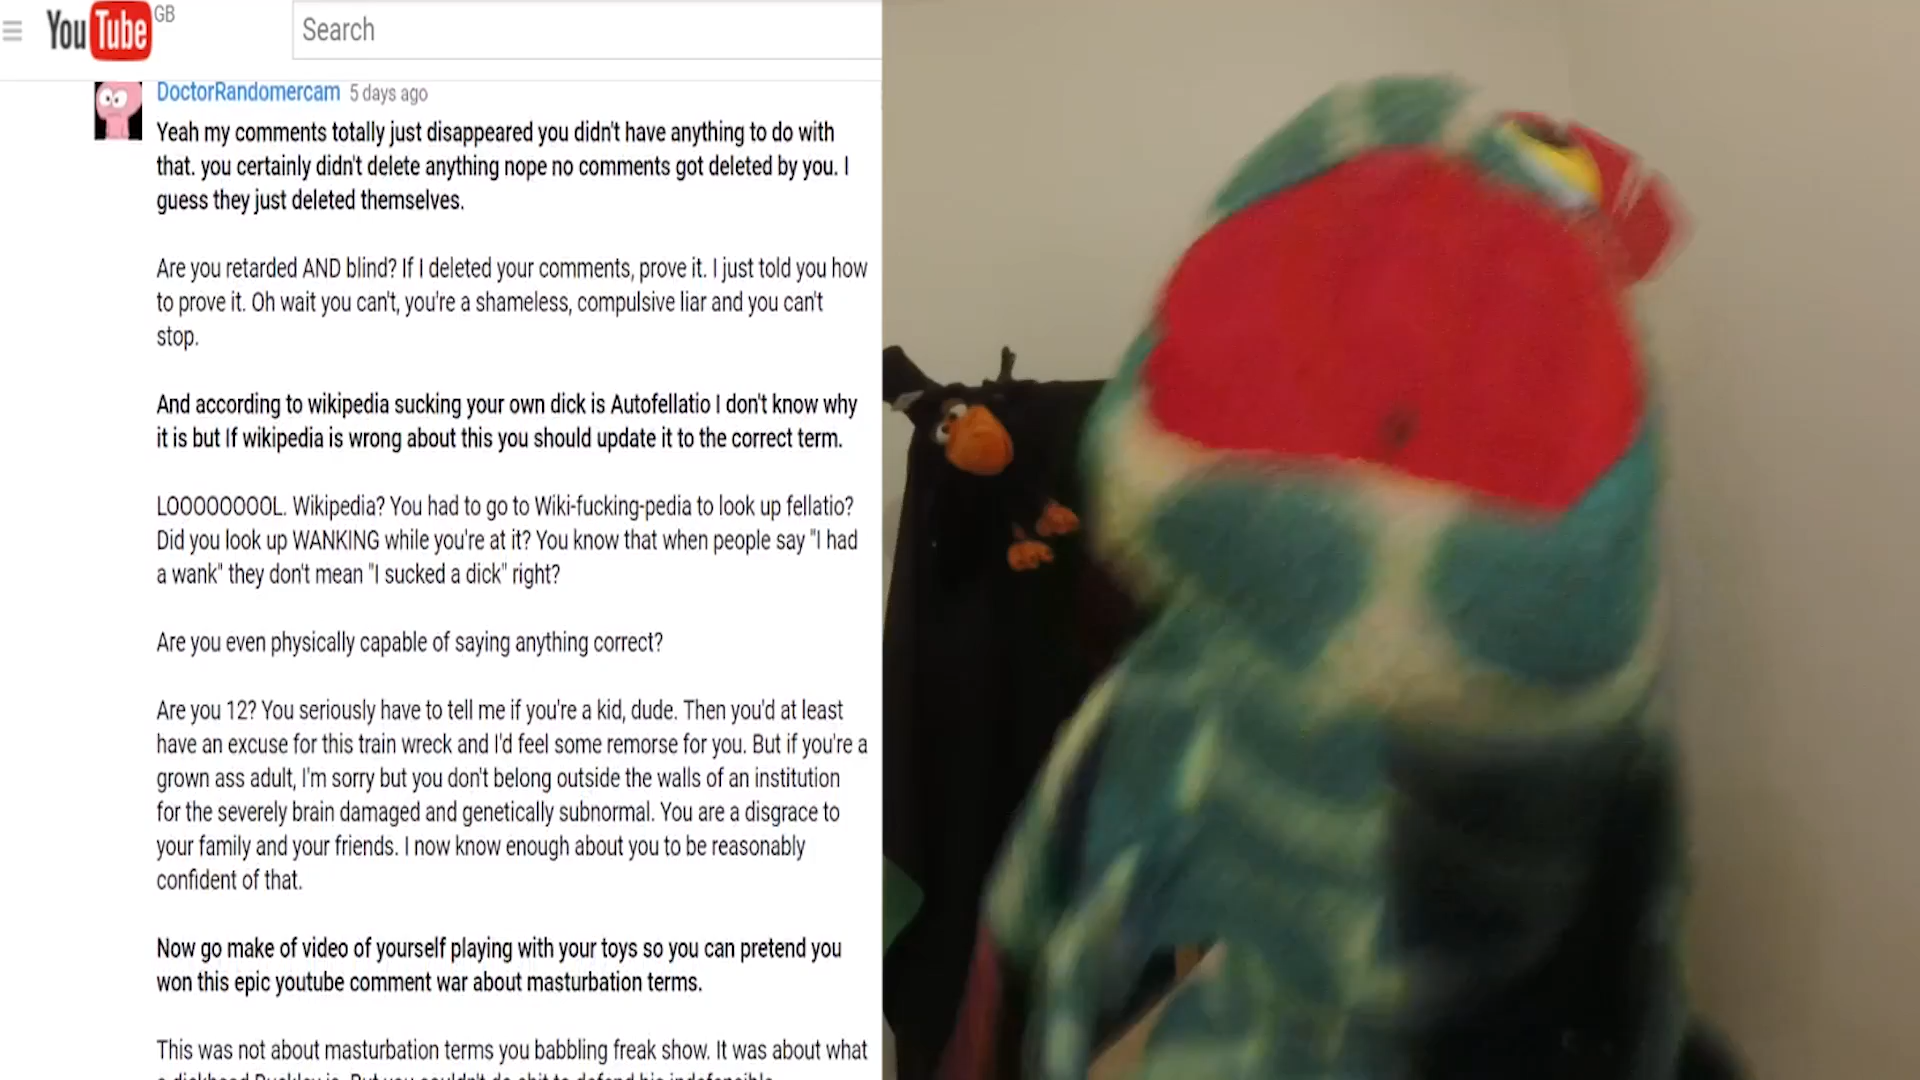 YouTube GB
Search
DoctorRandomercam 5 days ago
Yeah my comments totally just disappeared you didn't have anything to do with
that. you certainly didn't delete anything nope no comments got deleted by you. I
guess they just deleted themselves.
Are you retarded AND blind? If I deleted your comments, prove it. I just told you how
to prove it. Oh wait you can't, you're a shameless, compulsive liar and you can't
stop.
And according to wikipedia sucking your own dick is Autofellatio I don't know why
it is but If wikipedia is wrong about this you should update it to the correct term.
LOOOOOOOOL. Wikipedia? You had to go to Wiki-fucking-pedia to look up fellatio?
Did you look up WANKING while you're at it? You know that when people say "I had
a wank" they don't mean "I sucked a dick" right?
Are you even physically capable of saying anything correct?
Are you 12? You seriously have to tell me if you're a kid, dude. Then you'd at least
have an excuse for this train wreck and I'd feel some remorse for you. But if you're a
grown ass adult, I'm sorry but you don't belong outside the walls of an institution
for the severely brain damaged and genetically subnormal. You are a disgrace to
your family and your friends. I now know enough about you to be reasonably
confident of that.
Now go make of video of yourself playing with your toys so you can pretend you
won this epic youtube comment war about masturbation terms.
This was not about masturbation terms you babbling freak show. It was about what